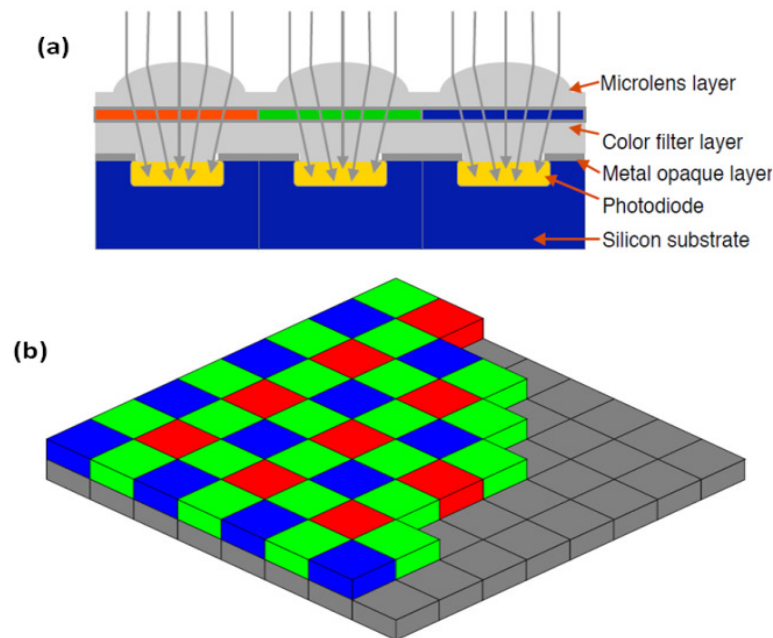 (a)
Microlens layer
Color filter layer
Metal opaque layer
Photodiode
Silicon substrate
(b)